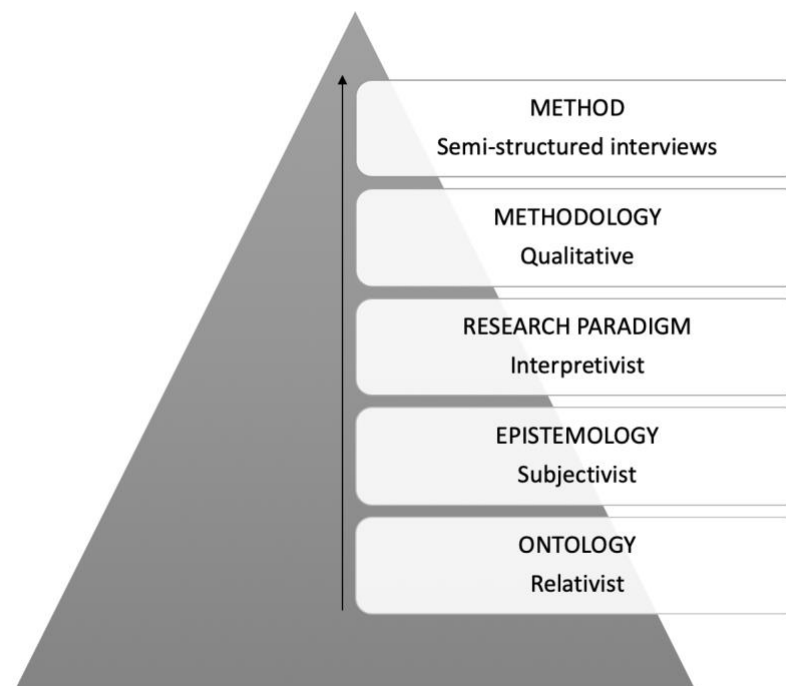 METHOD
Semi-structured interviews
METHODOLOGY
Qualitative
RESEARCH PARADIGM
Interpretivist
EPISTEMOLOGY
Subjectivist
ONTOLOGY
Relativist